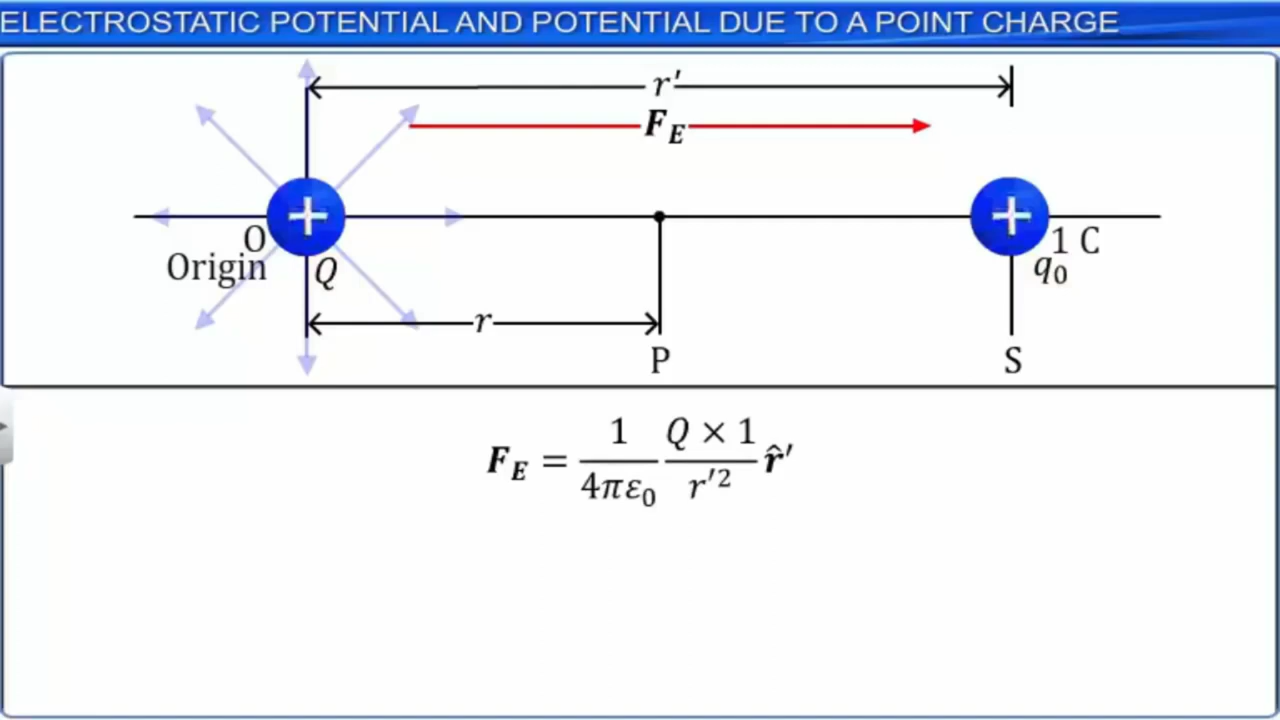 ELECTROSTATIC POTENTIAL AND POTENTIAL DUE TO A POINT CHARGE
r′
F_E
+ +
O 1 C
Origin Q q₀
r
P S
F_E = 1/(4πε₀) (Q × 1)/r′² r̂′